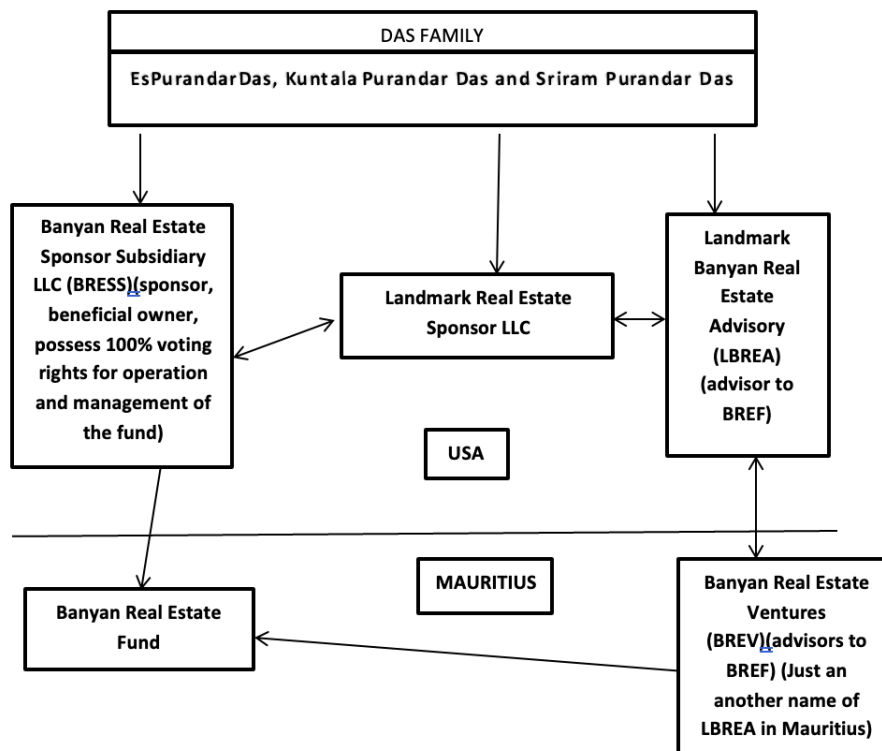 DAS FAMILY
EsPurandarDas, Kuntala Purandar Das and Sriram Purandar Das
Banyan Real Estate
Sponsor Subsidiary
LLC (BRESS)(sponsor,
beneficial owner,
possess 100% voting
rights for operation
and management of
the fund)
Landmark Real Estate
Sponsor LLC
Landmark
Banyan Real
Estate
Advisory
(LBREA)
(advisor to
BREF)
USA
MAURITIUS
Banyan Real Estate
Fund
Banyan Real Estate
Ventures
(BREV)(advisors to
BREF) (Just an
another name of
LBREA in Mauritius)